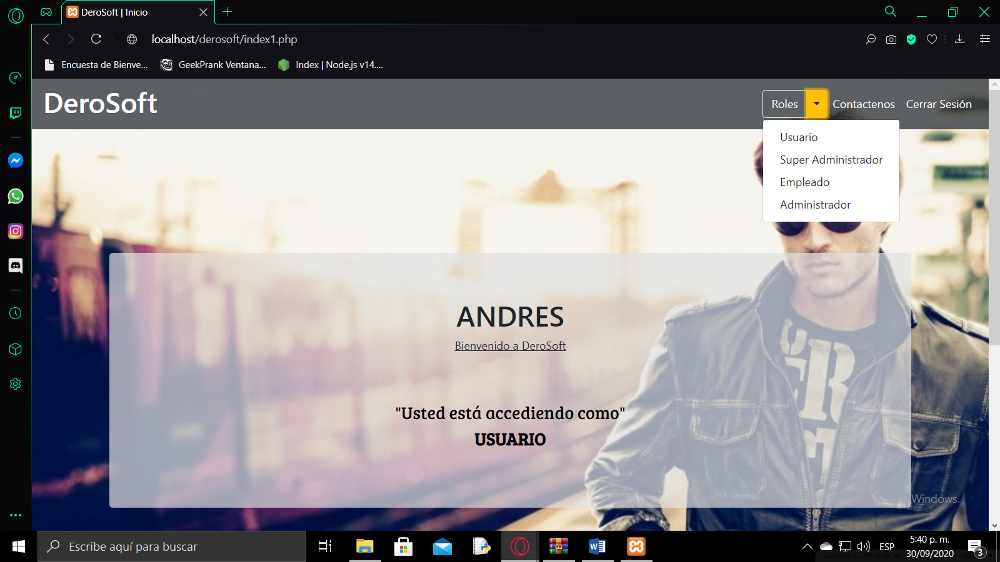 DeroSoft | Inicio
localhost/derosoft/index1.php
Encuesta de Bienve...
GeekPrank Ventana...
Index | Node.js v14....
DeroSoft
Roles
Contactenos
Cerrar Sesión
Usuario
Super Administrador
Empleado
Administrador
ANDRES
Bienvenido a DeroSoft
"Usted está accediendo como"
USUARIO
Windows.
Escribe aquí para buscar
ESP
5:40 p. m.
30/09/2020
3